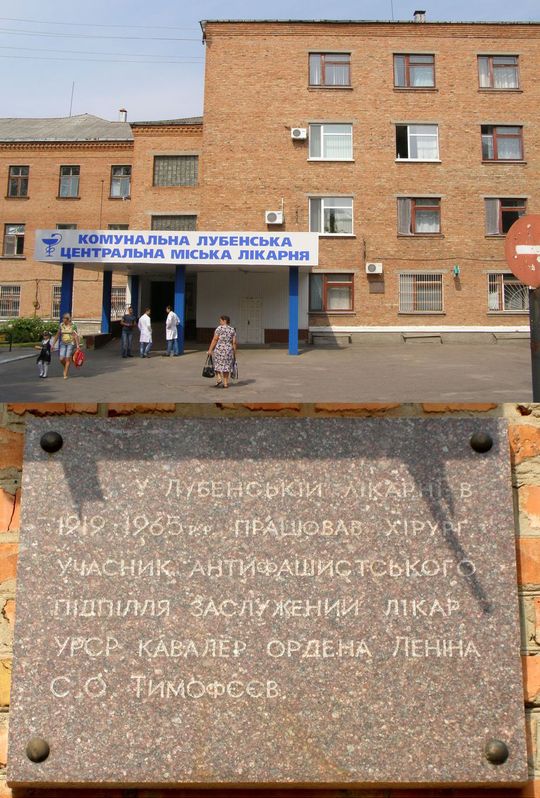 КОМУНАЛЬНА ЛУБЕНСЬКА
ЦЕНТРАЛЬНА МІСЬКА ЛІКАРНЯ
У ЛУБЕНСЬКІЙ ЛІКАРНІ В
1919 1965 р.р. ПРАЦЮВАВ ХІРУРГ
УЧАСНИК АНТИФАШИСТСЬКОГО
ПІДПІЛЛЯ ЗАСЛУЖЕНИЙ ЛІКАР
УРСР КАВАЛЕР ОРДЕНА ЛЕНІНА
С.О. ТИМОФЄЄВ.